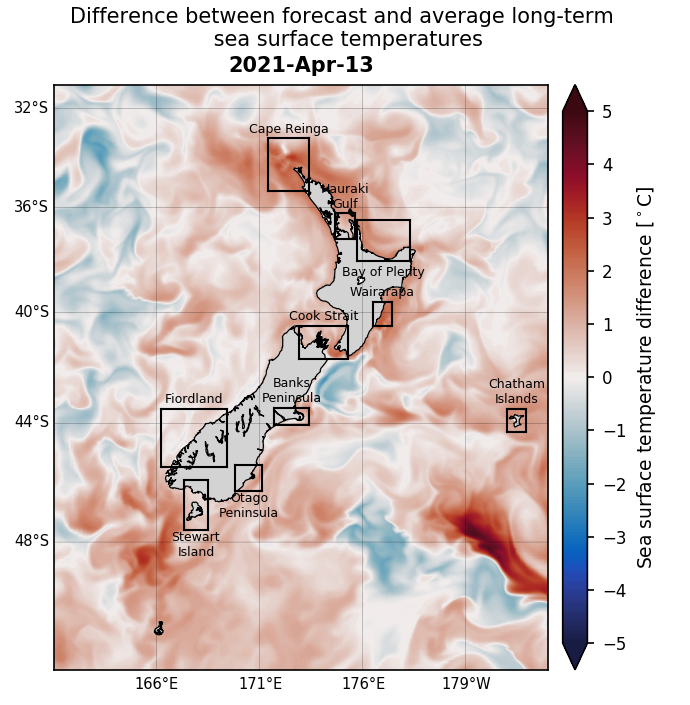 Difference between forecast and average long-term
sea surface temperatures
2021-Apr-13
32°S
36°S
40°S
44°S
48°S
166°E
171°E
176°E
179°W
Cape Reinga
Hauraki
Gulf
Bay of Plenty
Wairarapa
Cook Strait
Banks
Peninsula
Fiordland
Chatham
Islands
Otago
Peninsula
Stewart
Island
5
4
3
2
1
0
−1
−2
−3
−4
−5
Sea surface temperature difference [°C]